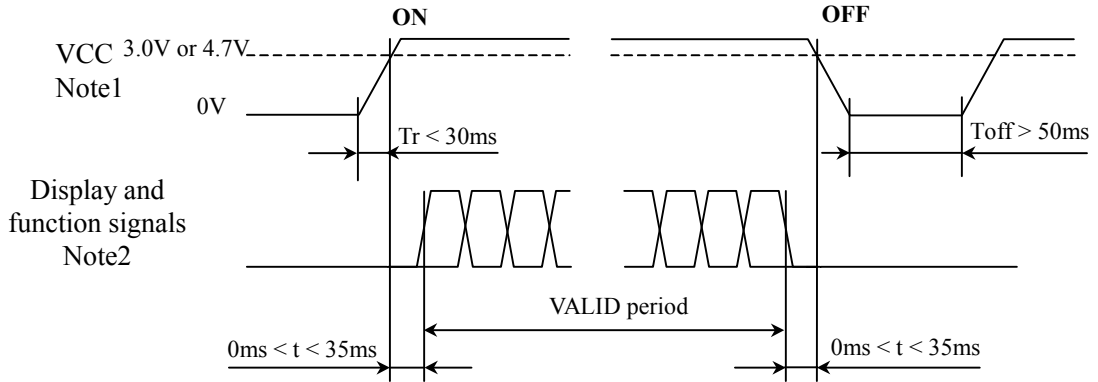 ON
OFF
VCC
Note1
3.0V or 4.7V
0V
Tr < 30ms
Toff > 50ms
Display and
function signals
Note2
VALID period
0ms < t < 35ms
0ms < t < 35ms